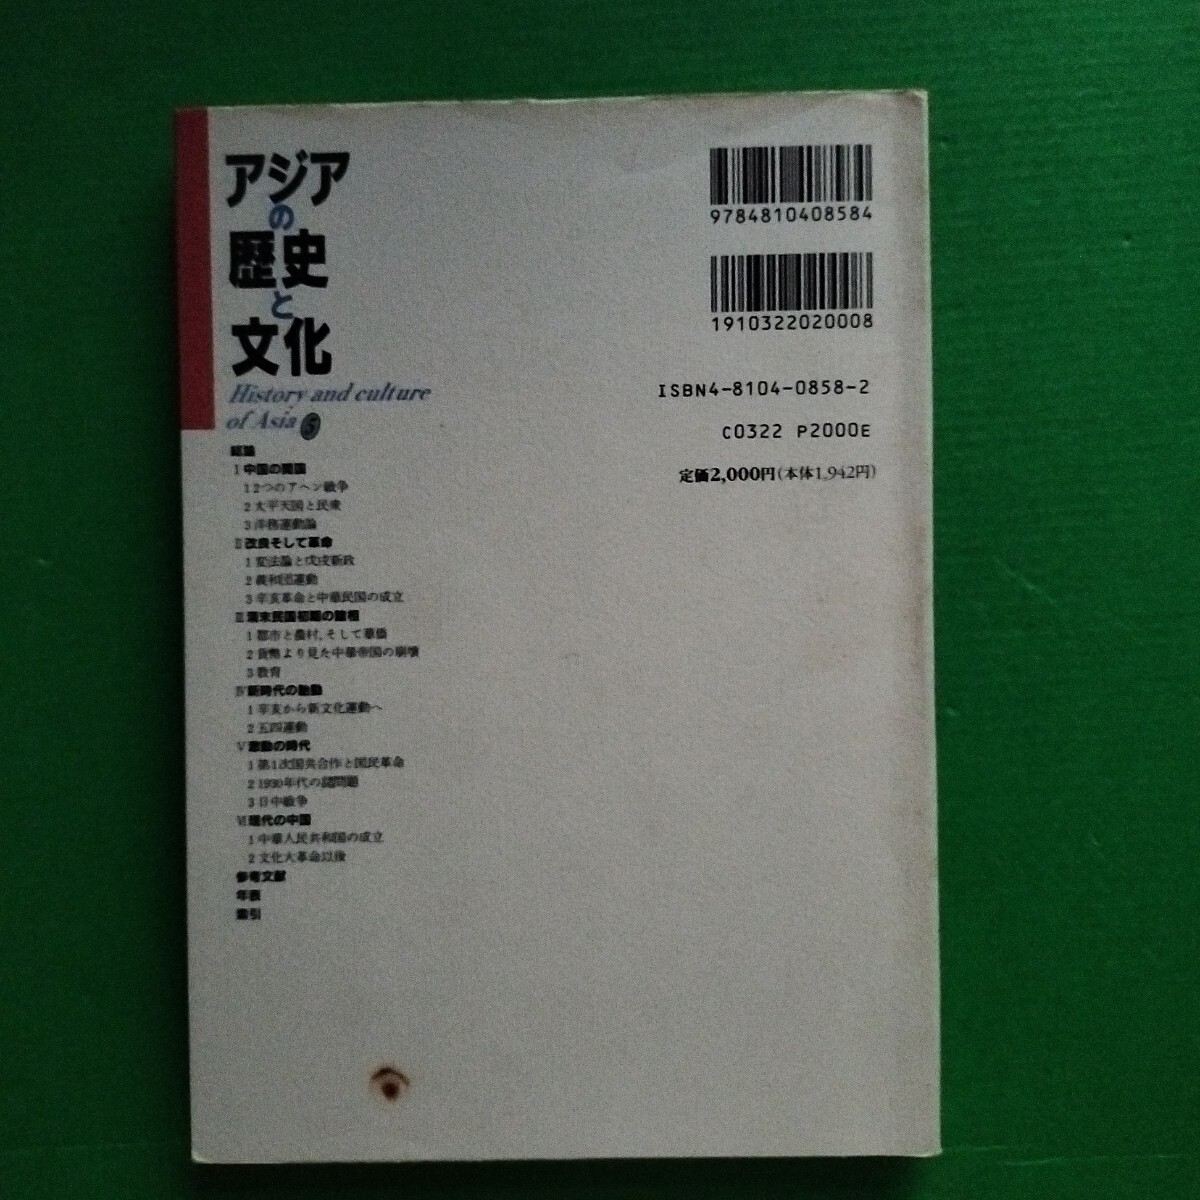 アジア
の
歴史
と
文化
History and culture
of Asia 5
総論
I 中国の開国
1 2つのアヘン戦争
2 太平天国と民衆
3 洋務運動論
II 改良そして革命
1 変法論と戊戌新政
2 義和団運動
3 辛亥革命と中華民国の成立
III 清末民国初期の諸相
1 都市と農村、そして華僑
2 貨幣より見た中華帝国の崩壊
3 教育
IV 新時代の胎動
1 辛亥から新文化運動へ
2 五四運動
V 激動の時代
1 第1次国共合作と国民革命
2 1930年代の諸問題
3 日中戦争
VI 現代の中国
1 中華人民共和国の成立
2 文化大革命以後
参考文献
年表
索引
9784810408584
1910322020008
ISBN4-8104-0858-2
C0322 P2000E
定価2,000円(本体1,942円)